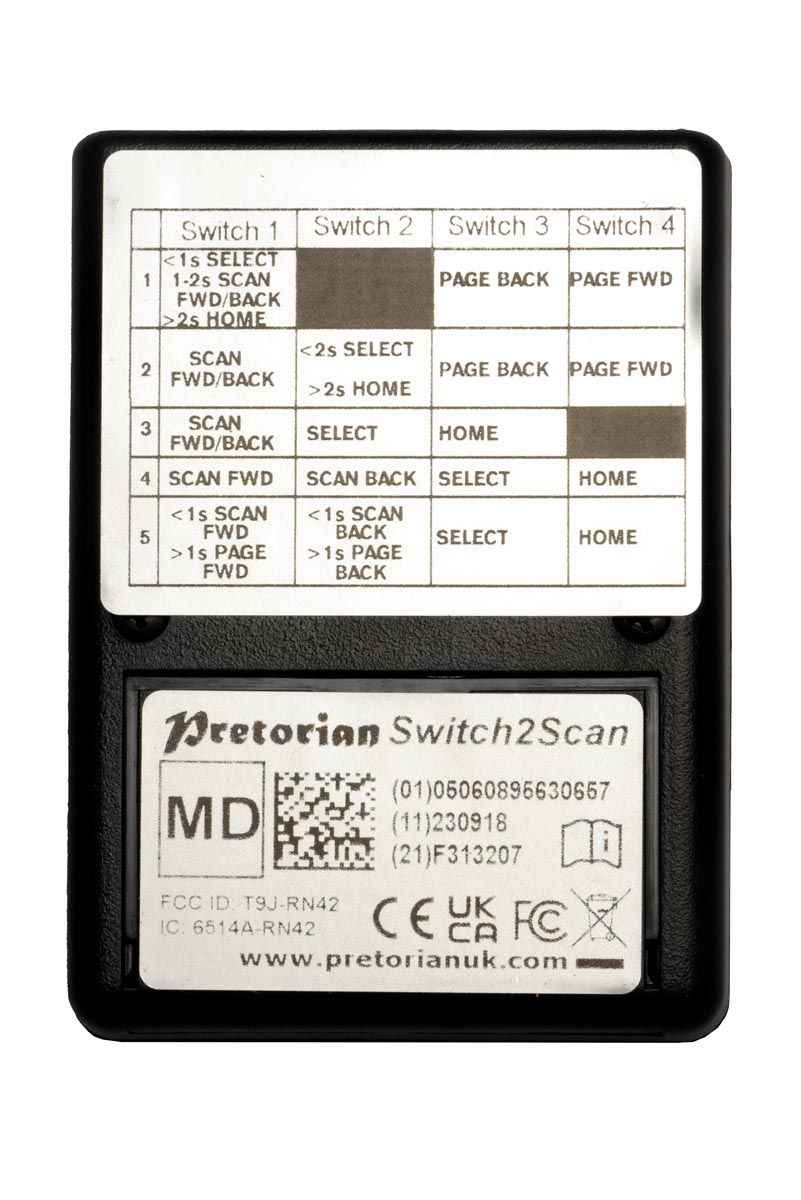 Switch 1 Switch 2 Switch 3 Switch 4
1
<1s SELECT
1-2s SCAN
FWD/BACK
>2s HOME
PAGE BACK
PAGE FWD
2
SCAN
FWD/BACK
<2s SELECT
>2s HOME
PAGE BACK
PAGE FWD
3
SCAN
FWD/BACK
SELECT
HOME
4 SCAN FWD SCAN BACK SELECT HOME
5
<1s SCAN
FWD
>1s PAGE
FWD
<1s SCAN
BACK
>1s PAGE
BACK
SELECT
HOME
Pretorian Switch2Scan
MD
(01)05060895630657
(11)230918
(21)F313207
i
FCC ID: T9J-RN42
IC: 6514A-RN42
CE
UK
CA
FC
www.pretorianuk.com